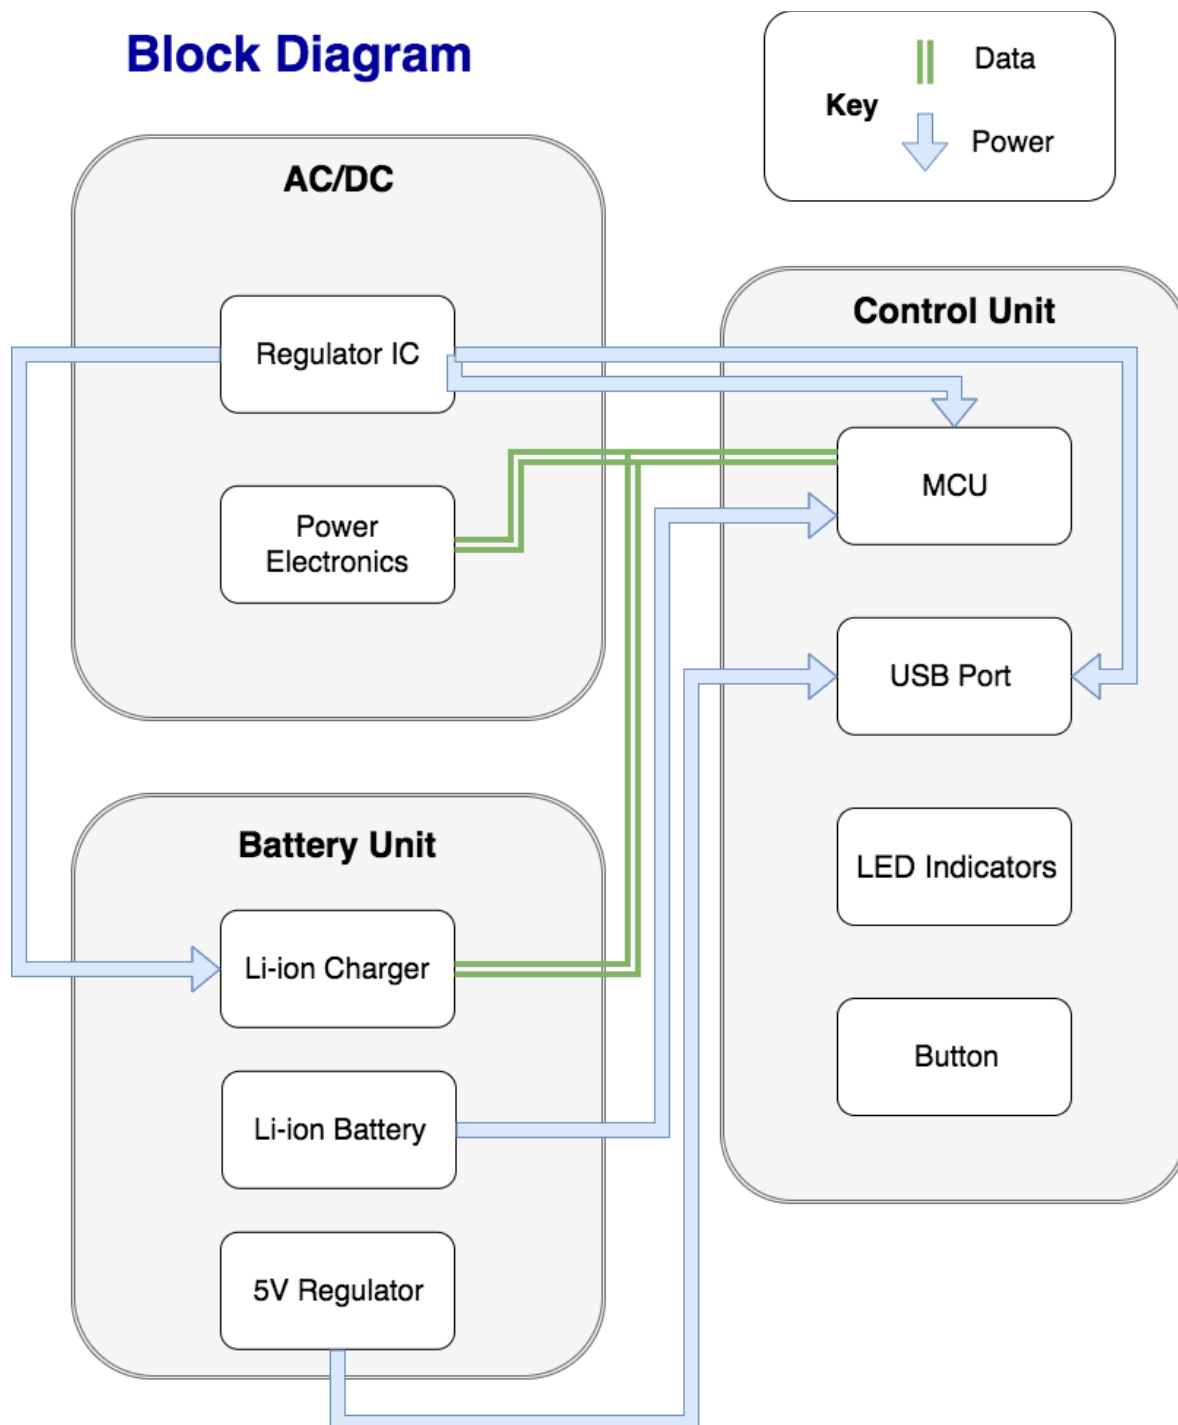 Block Diagram
Key
Data
Power
AC/DC
Regulator IC
Power
Electronics
Battery Unit
Li-ion Charger
Li-ion Battery
5V Regulator
Control Unit
MCU
USB Port
LED Indicators
Button